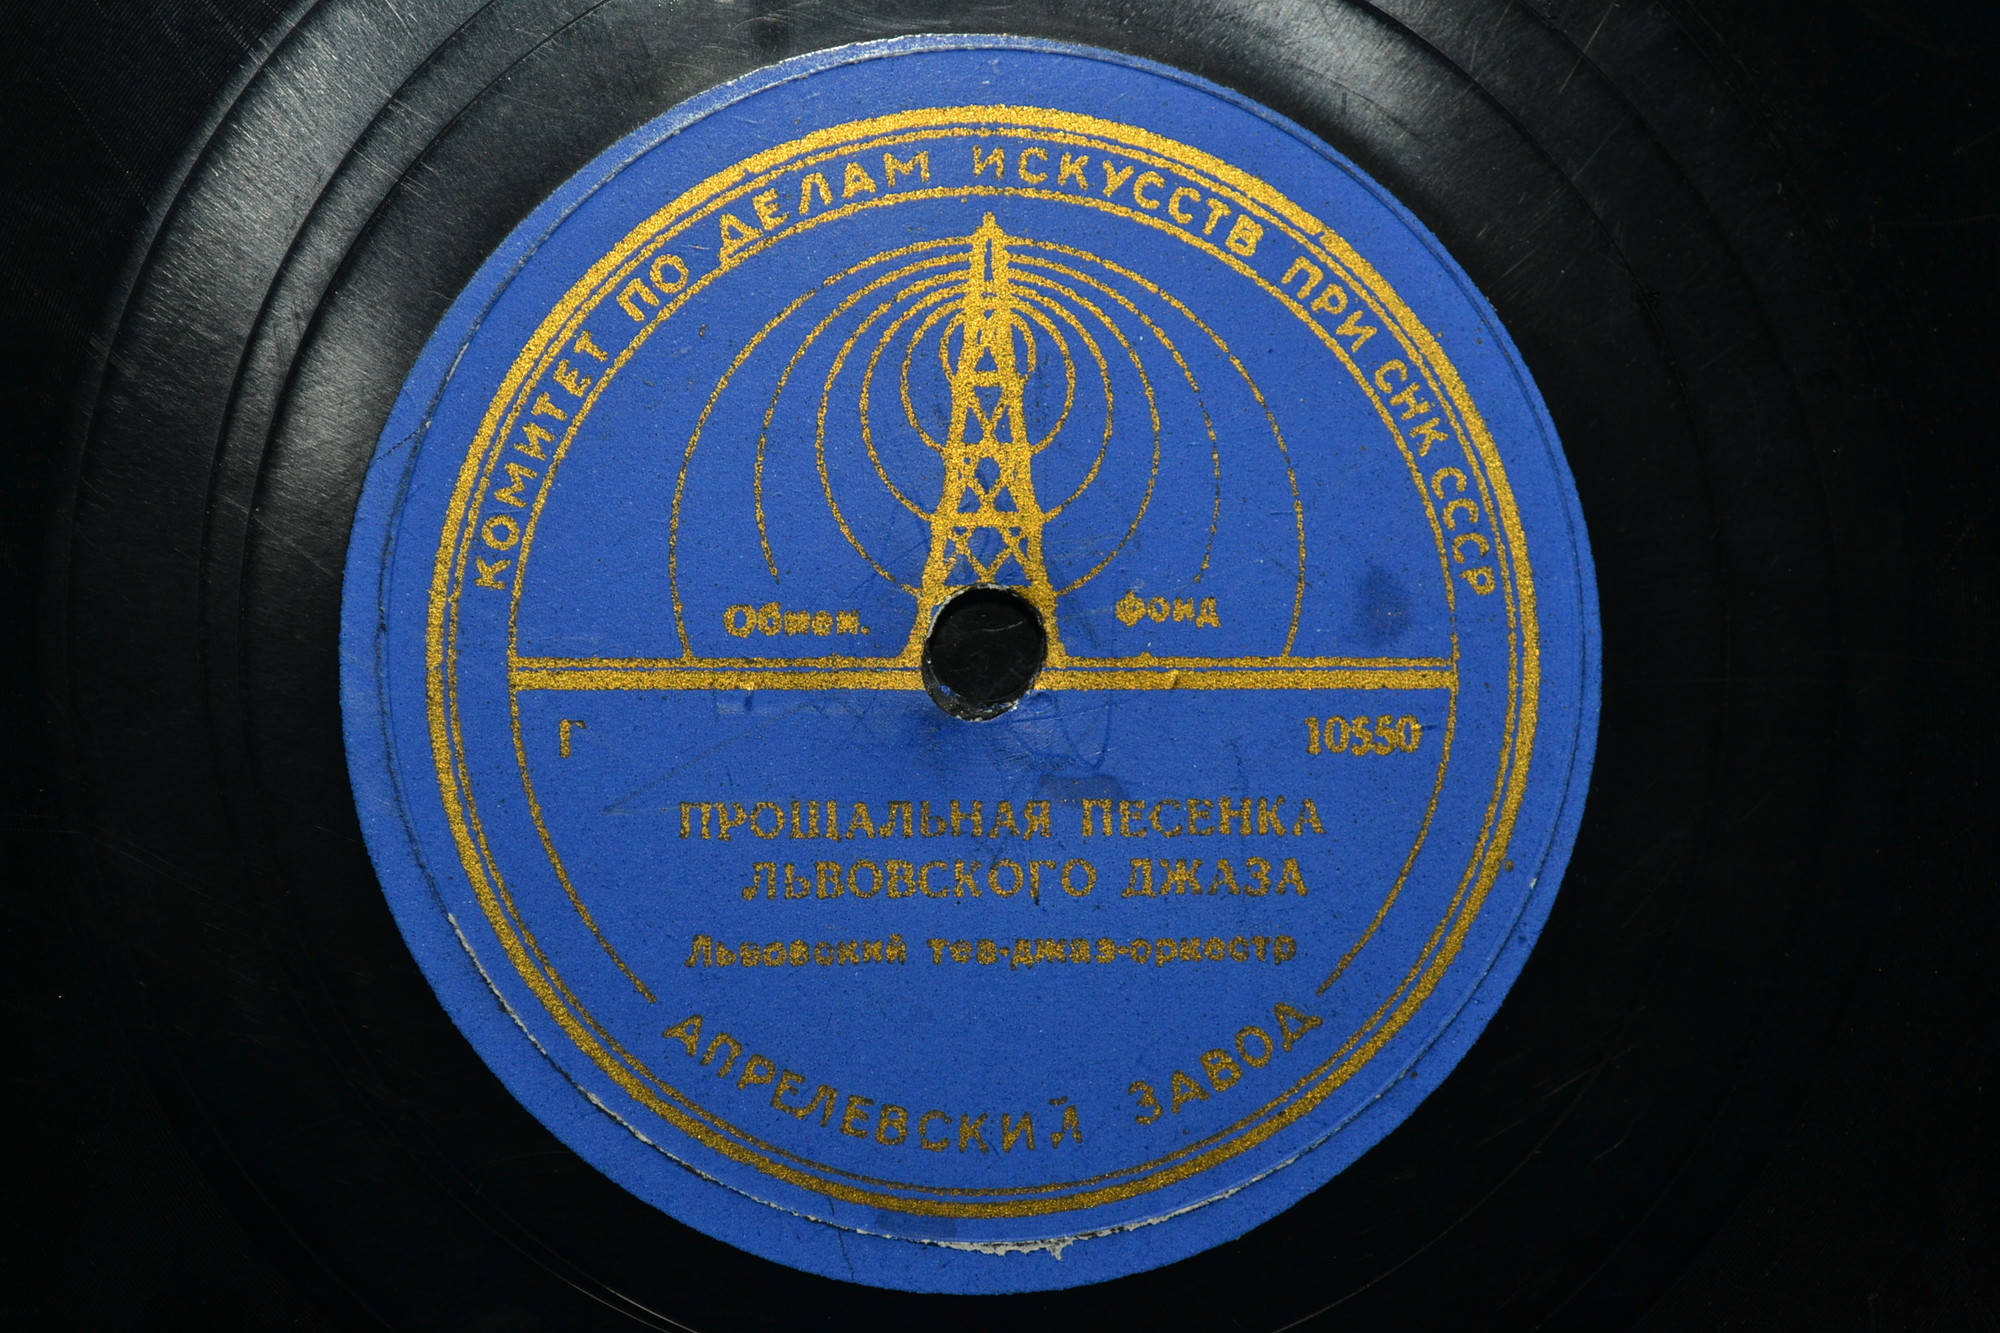 КОМИТЕТ ПО ДЕЛАМ ИСКУССТВ ПРИ СНК СССР
Обмен. фонд
Г 10550
ПРОЩАЛЬНАЯ ПЕСЕНКА
ЛЬВОВСКОГО ДЖАЗА
Львовский теа-джаз-оркестр
АПРЕЛЕВСКИЙ ЗАВОД